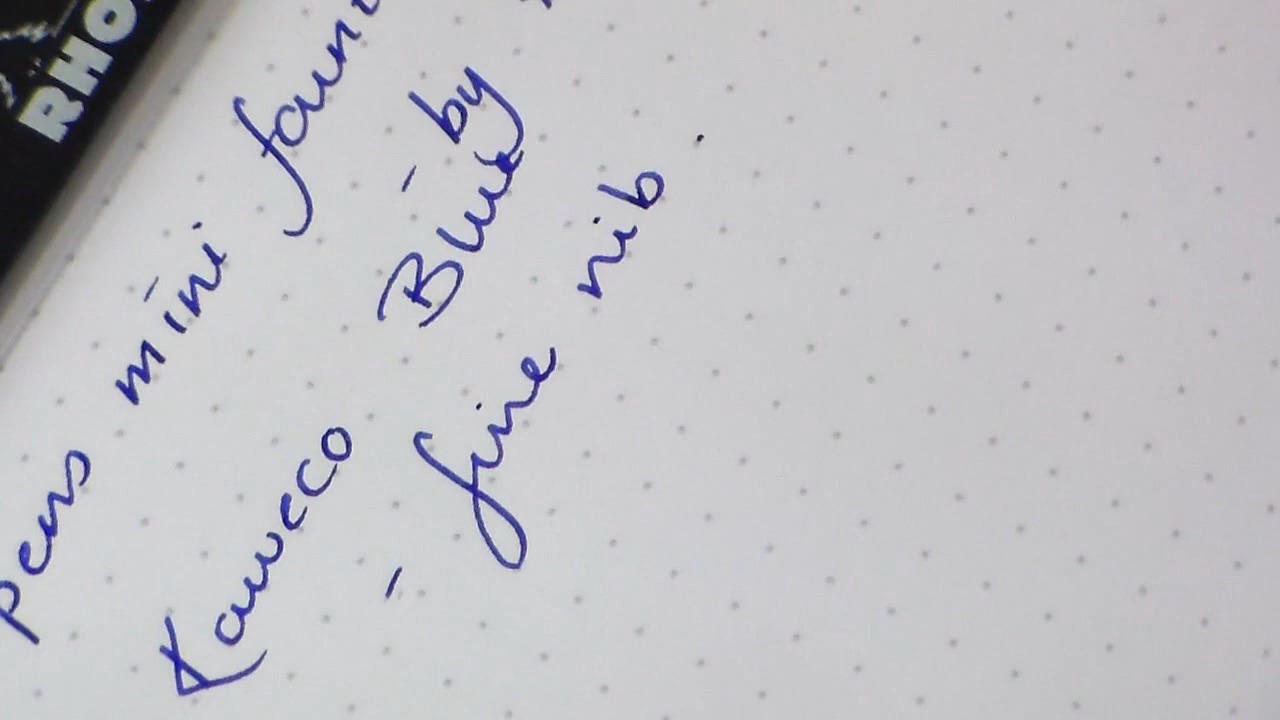 RHO
pens mini foun
- by
Kaweco Blue
- fine nib